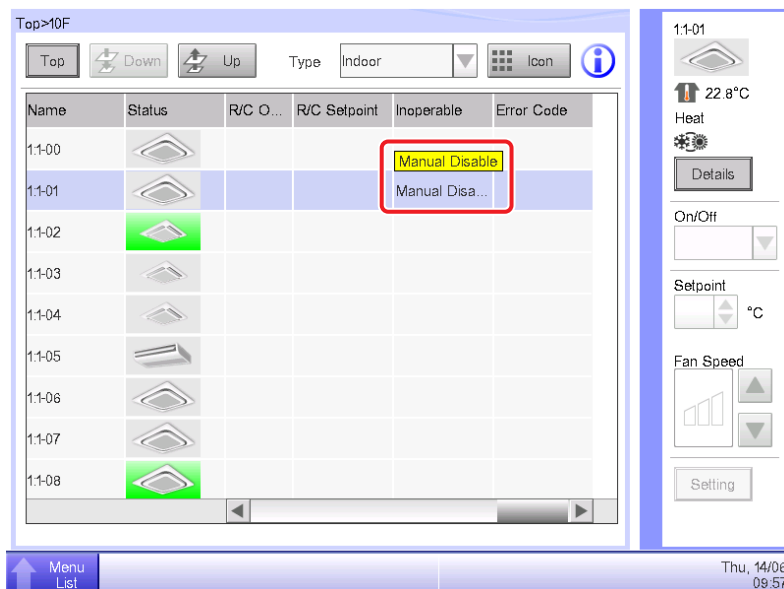 Top>10F
Top Down Up Type Indoor Icon
Name Status R/C O... R/C Setpoint Inoperable Error Code
1:1-00
Manual Disable
1:1-01 Manual Disa...
1:1-02
1:1-03
1:1-04
1:1-05
1:1-06
1:1-07
1:1-08
1:1-01
22.8°C
Heat
Details
On/Off
Setpoint
°C
Fan Speed
Setting
Menu
List
Thu, 14/06
09:57